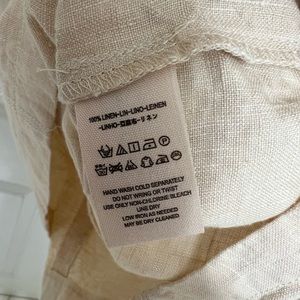 100% LINEN-LIN-LINO-LEINEN
-LINHO-亞麻布-リネン
HAND WASH COLD SEPARATELY
DO NOT WRING OR TWIST
USE ONLY NON-CHLORINE BLEACH
LINE DRY
LOW IRON AS NEEDED
MAY BE DRY CLEANED